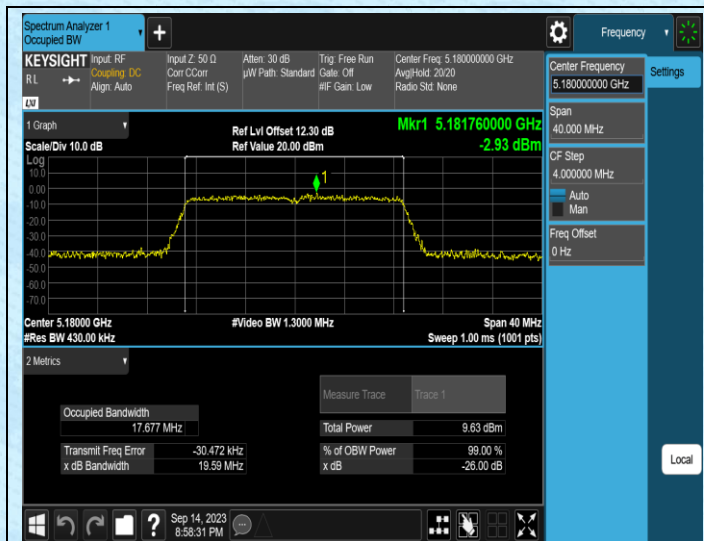 Spectrum Analyzer 1
Occupied BW
+
Frequency
KEYSIGHT
R L
LXI
Input: RF
Coupling: DC
Align: Auto
Input Z: 50 Ω
Corr CCorr
Freq Ref: Int (S)
Atten: 30 dB
µW Path: Standard
Trig: Free Run
Gate: Off
#IF Gain: Low
Center Freq: 5.180000000 GHz
Avg|Hold: 20/20
Radio Std: None
Center Frequency
5.180000000 GHz
Settings
Span
40.000 MHz
CF Step
4.000000 MHz
Auto
Man
Freq Offset
0 Hz
1 Graph
Scale/Div 10.0 dB
Ref Lvl Offset 12.30 dB
Ref Value 20.00 dBm
Mkr1 5.181760000 GHz
-2.93 dBm
Log
10.0
0.00
-10.0
-20.0
-30.0
-40.0
-50.0
-60.0
-70.0
1
Center 5.18000 GHz
#Res BW 430.00 kHz
#Video BW 1.3000 MHz
Span 40 MHz
Sweep 1.00 ms (1001 pts)
2 Metrics
Measure Trace
Trace 1
Occupied Bandwidth
17.677 MHz
Total Power
9.63 dBm
Transmit Freq Error
-30.472 kHz
% of OBW Power
99.00 %
x dB Bandwidth
19.59 MHz
x dB
-26.00 dB
Local
?
Sep 14, 2023
8:58:31 PM